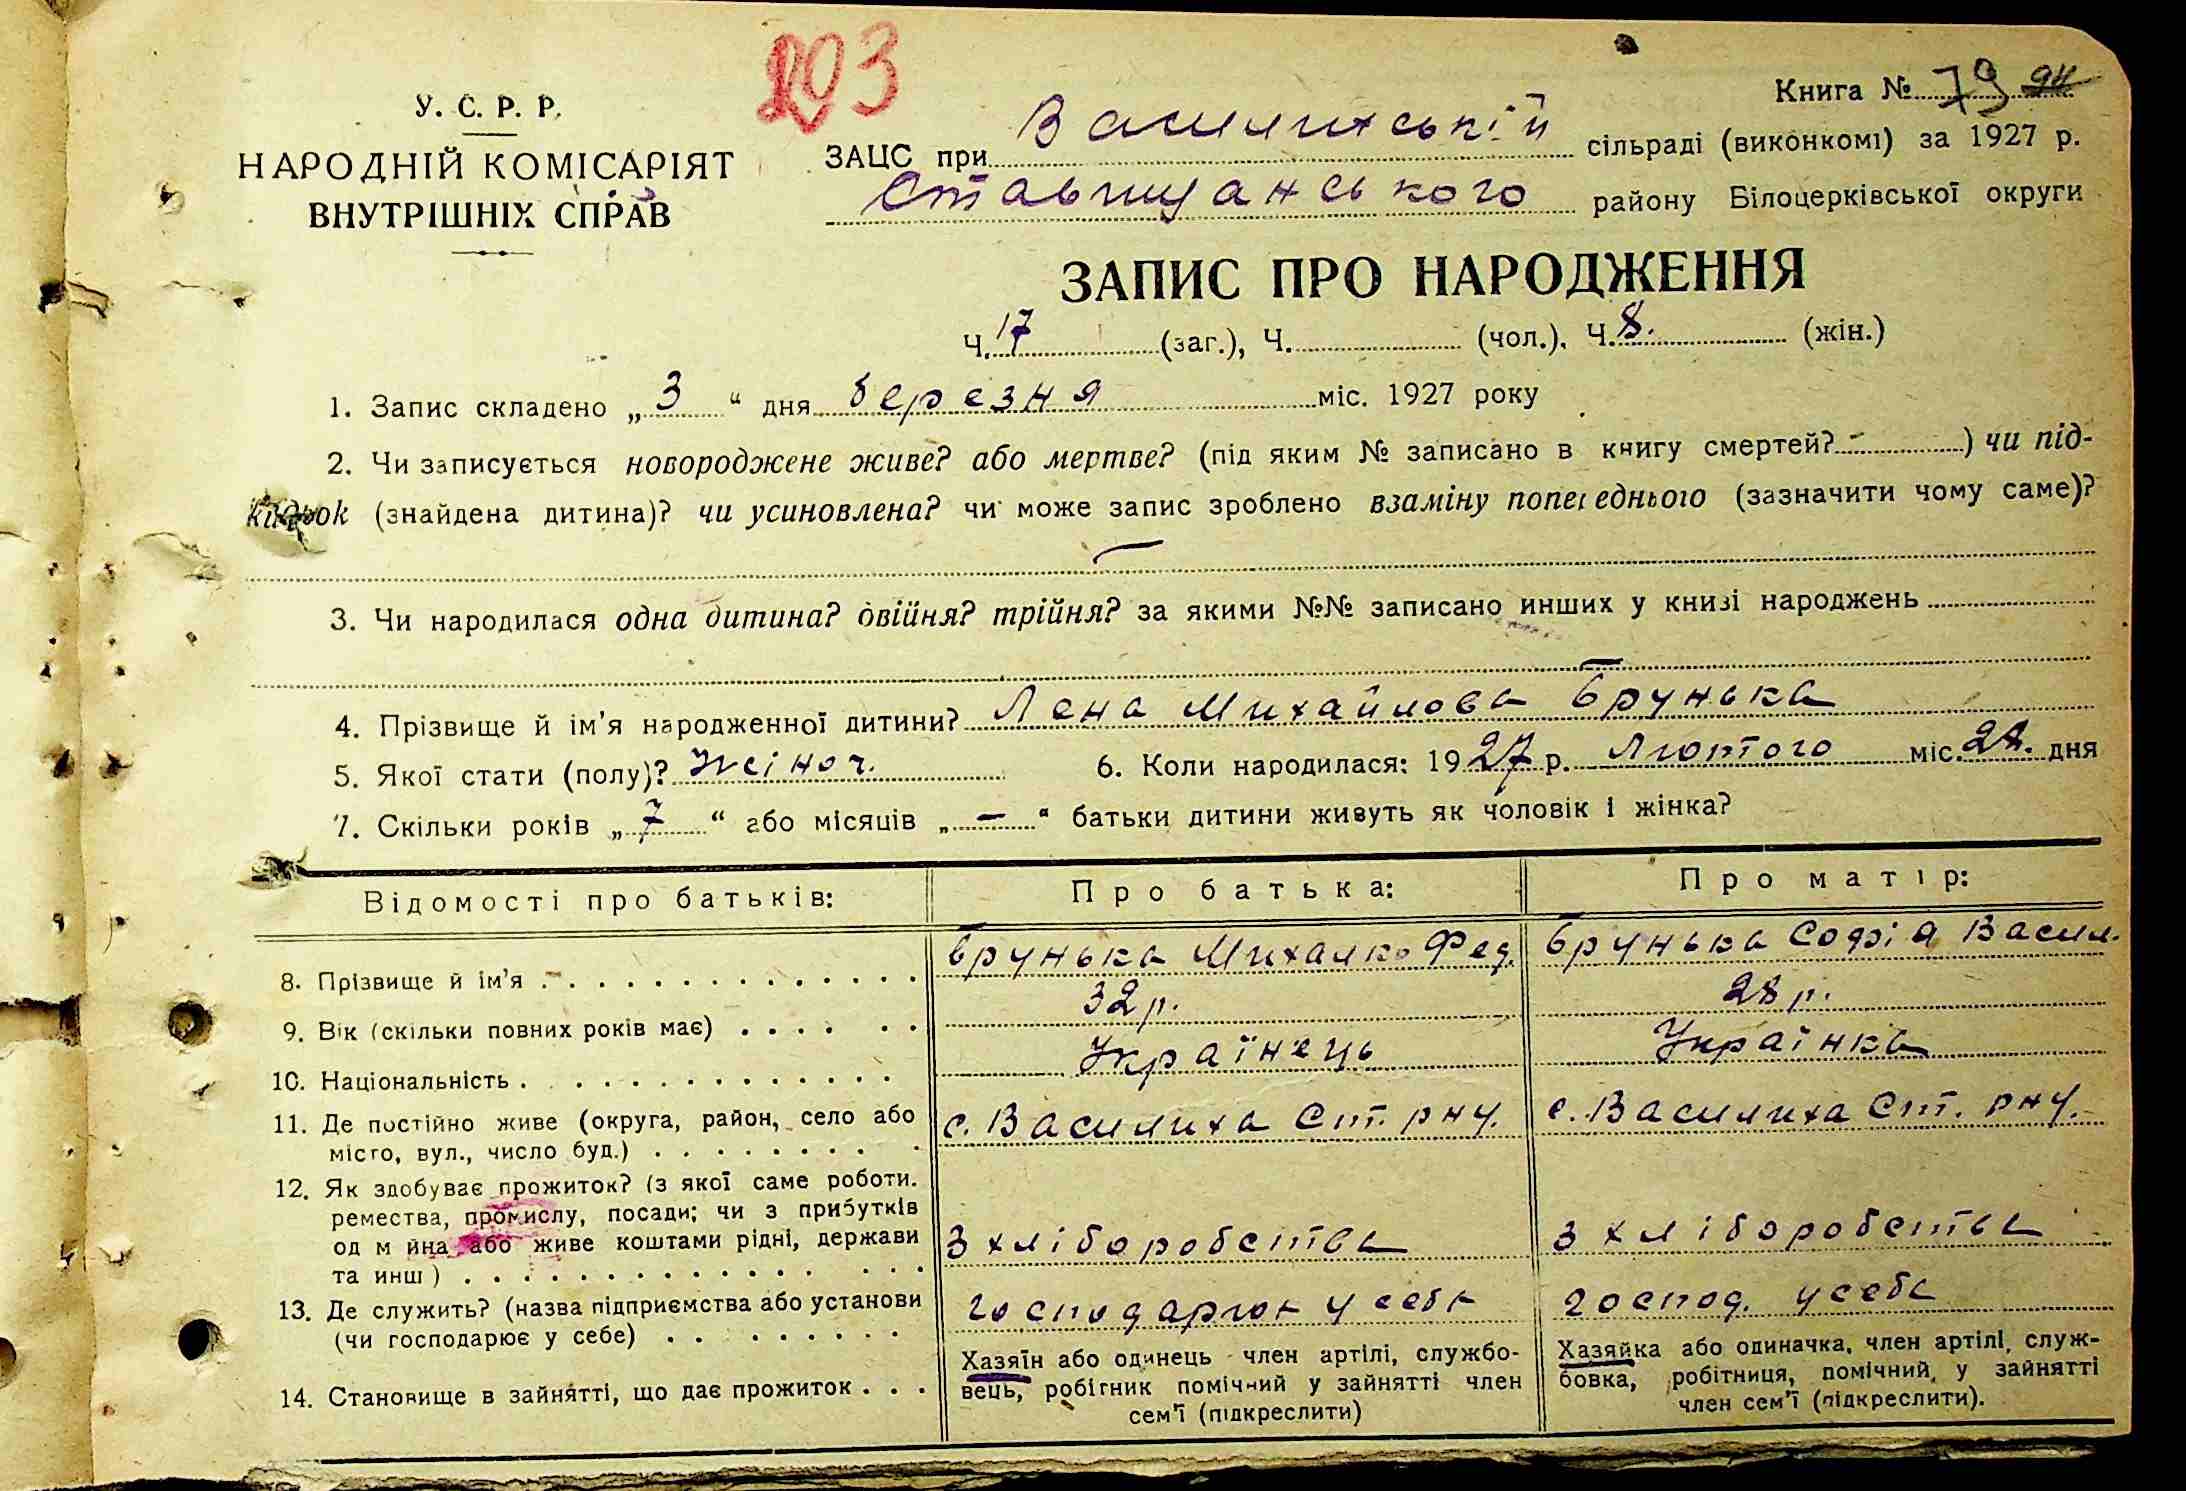 203
У. С. Р. Р.
НАРОДНІЙ КОМІСАРІЯТ
ВНУТРІШНІХ СПРАВ
Книга № 79 94
ЗАЦС при Василихській сільраді (виконкомі) за 1927 р.
Ставищанського району Білоцерківської округи
ЗАПИС ПРО НАРОДЖЕННЯ
Ч. 17 (заг.), Ч. (чол.), Ч. 8. (жін.)
1. Запис складено „ 3 “ дня березня міс. 1927 року
2. Чи записується новороджене живе? або мертве? (під яким № записано в книгу смертей? - ) чи під-
кидьок (знайдена дитина)? чи усиновлена? чи може запис зроблено взаміну попереднього (зазначити чому саме)?
—
3. Чи народилася одна дитина? двійня? трійня? за якими №№ записано инших у книзі народжень
—
4. Прізвище й ім’я народженної дитини? Лена Михайлова Брунька
5. Якої стати (полу)? Жіноч. 6. Коли народилася: 1927 р. Лютого міс. 28. дня
7. Скільки років „ 7 “ або місяців „ — “ батьки дитини живуть як чоловік і жінка?
Відомості про батьків: Про батька: Про матір:
8. Прізвище й ім’я Брунька Михалко Фед. Брунька Софія Васил.
9. Вік (скільки повних років має) 32 р. 28 р.
10. Національність Українець Українка
11. Де постійно живе (округа, район, село або
місто, вул., число буд.) с. Василиха Ст. рну. с. Василиха Ст. рну.
12. Як здобуває прожиток? (з якої саме роботи.
ремества, промислу, посади; чи з прибутків
од майна або живе коштами рідні, держави
та инш) З хліборобства З хліборобства
13. Де служить? (назва підприємства або установи
(чи господарює у себе) господарює у себе господ. у себе
14. Становище в зайнятті, що дає прожиток
Хазяїн або одинець член артілі, службо-
вець, робітник помічний у зайнятті член
сем’ї (підкреслити)
Хазяйка або одиначка, член артілі, служ-
бовка, робітниця, помічний, у зайнятті
член сем’ї (підкреслити).